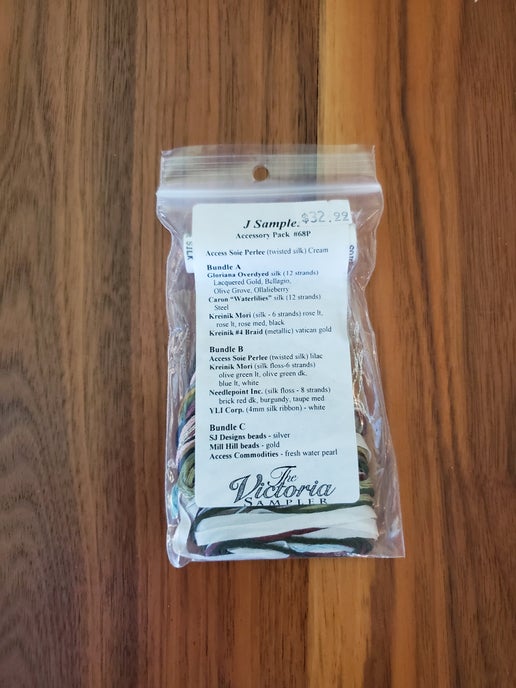 J Sample. $32.99
Accessory Pack #68P
Access Soie Perlee (twisted silk) Cream
Bundle A
Gloriana Overdyed silk (12 strands)
Lacquered Gold, Bellagio,
Olive Grove, Ollalieberry
Caron "Waterlilies" silk (12 strands)
Steel
Kreinik Mori (silk - 6 strands) rose lt,
rose lt, rose med, black
Kreinik #4 Braid (metallic) vatican gold
Bundle B
Access Soie Perlee (twisted silk) lilac
Kreinik Mori (silk floss-6 strands)
olive green lt, olive green dk,
blue lt, white
Needlepoint Inc. (silk floss - 8 strands)
brick red dk, burgundy, taupe med
YLI Corp. (4mm silk ribbon) - white
Bundle C
SJ Designs beads - silver
Mill Hill beads - gold
Access Commodities - fresh water pearl
The
Victoria
SAMPLER
SILK